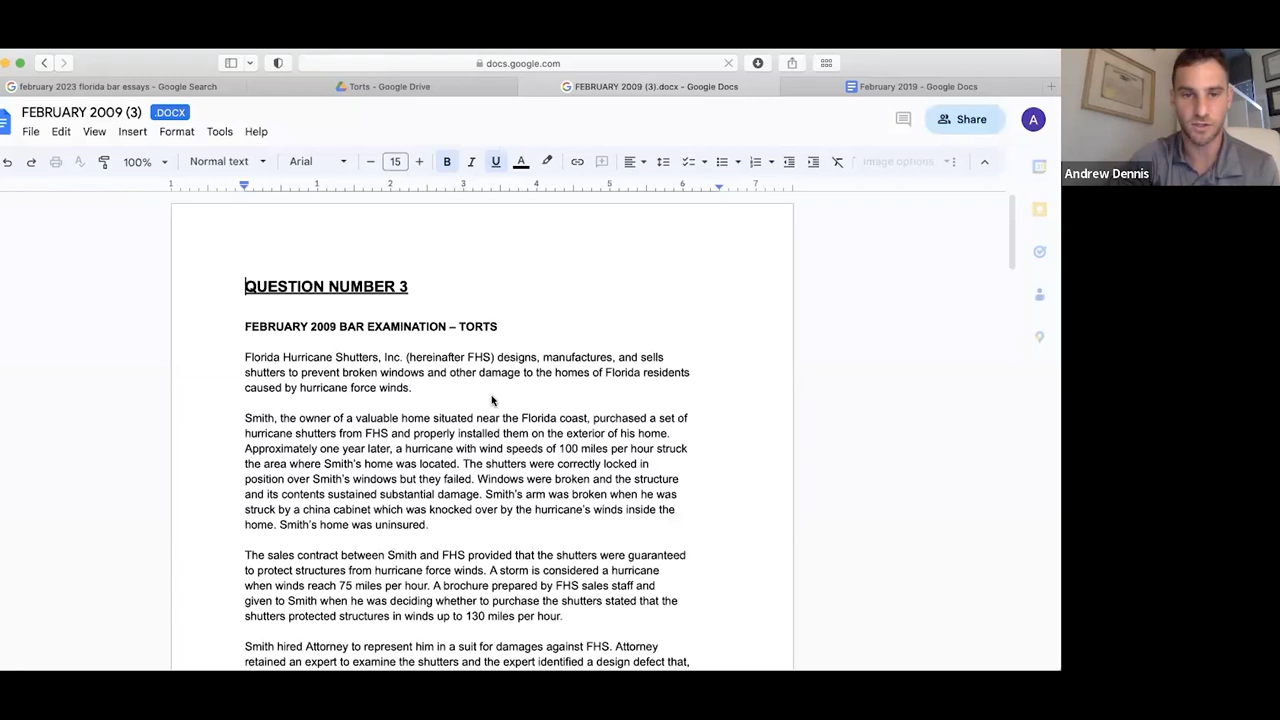 docs.google.com
february 2023 florida bar essays - Google Search
Torts - Google Drive
FEBRUARY 2009 (3).docx - Google Docs
February 2019 - Google Docs
FEBRUARY 2009 (3) .DOCX
Share
A
File Edit View Insert Format Tools Help
100% Normal text Arial 15 B I U A Image options
1 1 2 3 4 5 6 7
QUESTION NUMBER 3
FEBRUARY 2009 BAR EXAMINATION – TORTS
Florida Hurricane Shutters, Inc. (hereinafter FHS) designs, manufactures, and sells
shutters to prevent broken windows and other damage to the homes of Florida residents
caused by hurricane force winds.
Smith, the owner of a valuable home situated near the Florida coast, purchased a set of
hurricane shutters from FHS and properly installed them on the exterior of his home.
Approximately one year later, a hurricane with wind speeds of 100 miles per hour struck
the area where Smith's home was located. The shutters were correctly locked in
position over Smith's windows but they failed. Windows were broken and the structure
and its contents sustained substantial damage. Smith's arm was broken when he was
struck by a china cabinet which was knocked over by the hurricane's winds inside the
home. Smith's home was uninsured.
The sales contract between Smith and FHS provided that the shutters were guaranteed
to protect structures from hurricane force winds. A storm is considered a hurricane
when winds reach 75 miles per hour. A brochure prepared by FHS sales staff and
given to Smith when he was deciding whether to purchase the shutters stated that the
shutters protected structures in winds up to 130 miles per hour.
Smith hired Attorney to represent him in a suit for damages against FHS. Attorney
retained an expert to examine the shutters and the expert identified a design defect that,
Andrew Dennis